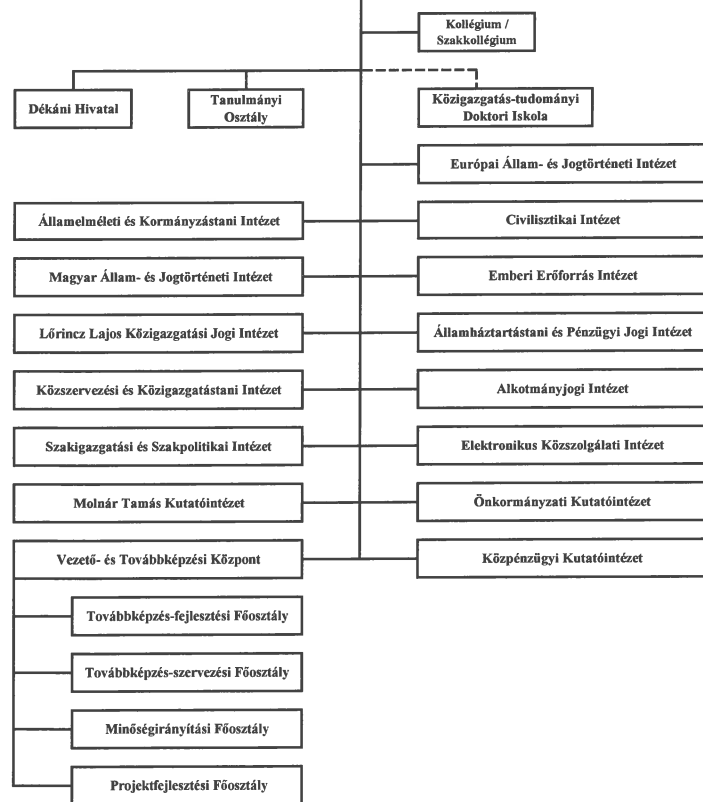 Kollégium /
Szakkollégium
Dékáni Hivatal
Tanulmányi
Osztály
Közigazgatás-tudományi
Doktori Iskola
Európai Állam- és Jogtörténeti Intézet
Államelméleti és Kormányzástani Intézet
Civilisztikai Intézet
Magyar Állam- és Jogtörténeti Intézet
Emberi Erőforrás Intézet
Lőrincz Lajos Közigazgatási Jogi Intézet
Államháztartástani és Pénzügyi Jogi Intézet
Közszervezési és Közigazgatástani Intézet
Alkotmányjogi Intézet
Szakigazgatási és Szakpolitikai Intézet
Elektronikus Közszolgálati Intézet
Molnár Tamás Kutatóintézet
Önkormányzati Kutatóintézet
Vezető- és Továbbképzési Központ
Közpénzügyi Kutatóintézet
Továbbképzés-fejlesztési Főosztály
Továbbképzés-szervezési Főosztály
Minőségirányítási Főosztály
Projektfejlesztési Főosztály